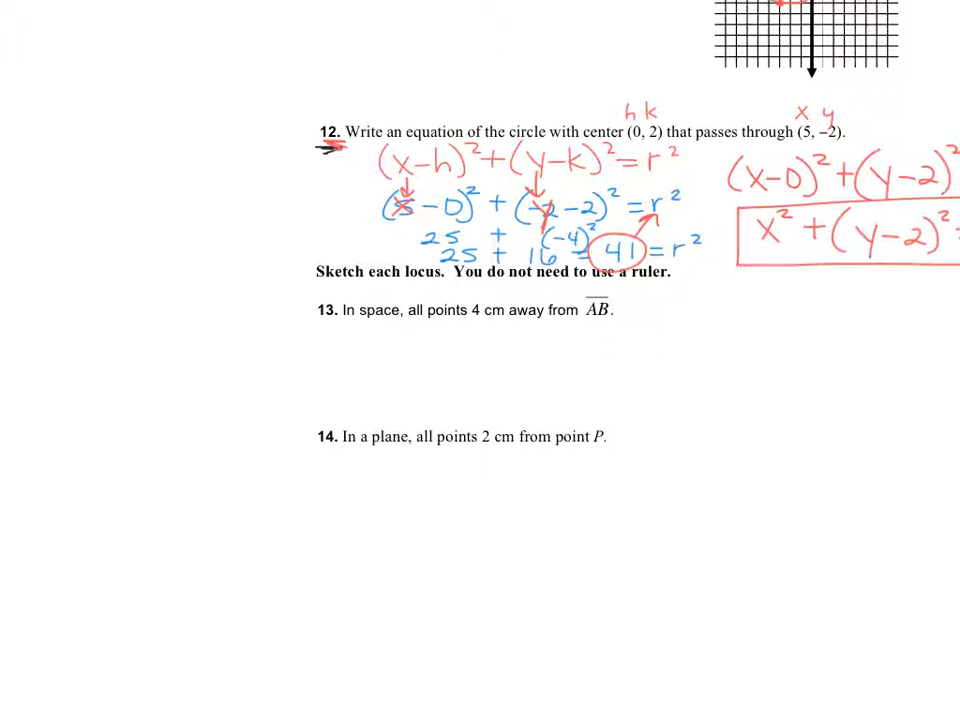 h k x y
12. Write an equation of the circle with center (0, 2) that passes through (5, –2).
(x-h)²+(y-k)²=r²
(x-0)²+(y-2)²
(5-0)²+(-2-2)²=r²
x²+(y-2)²=
25 + (-4)²
25 + 16 = 41 = r²
Sketch each locus. You do not need to use a ruler.
13. In space, all points 4 cm away from AB.
14. In a plane, all points 2 cm from point P.